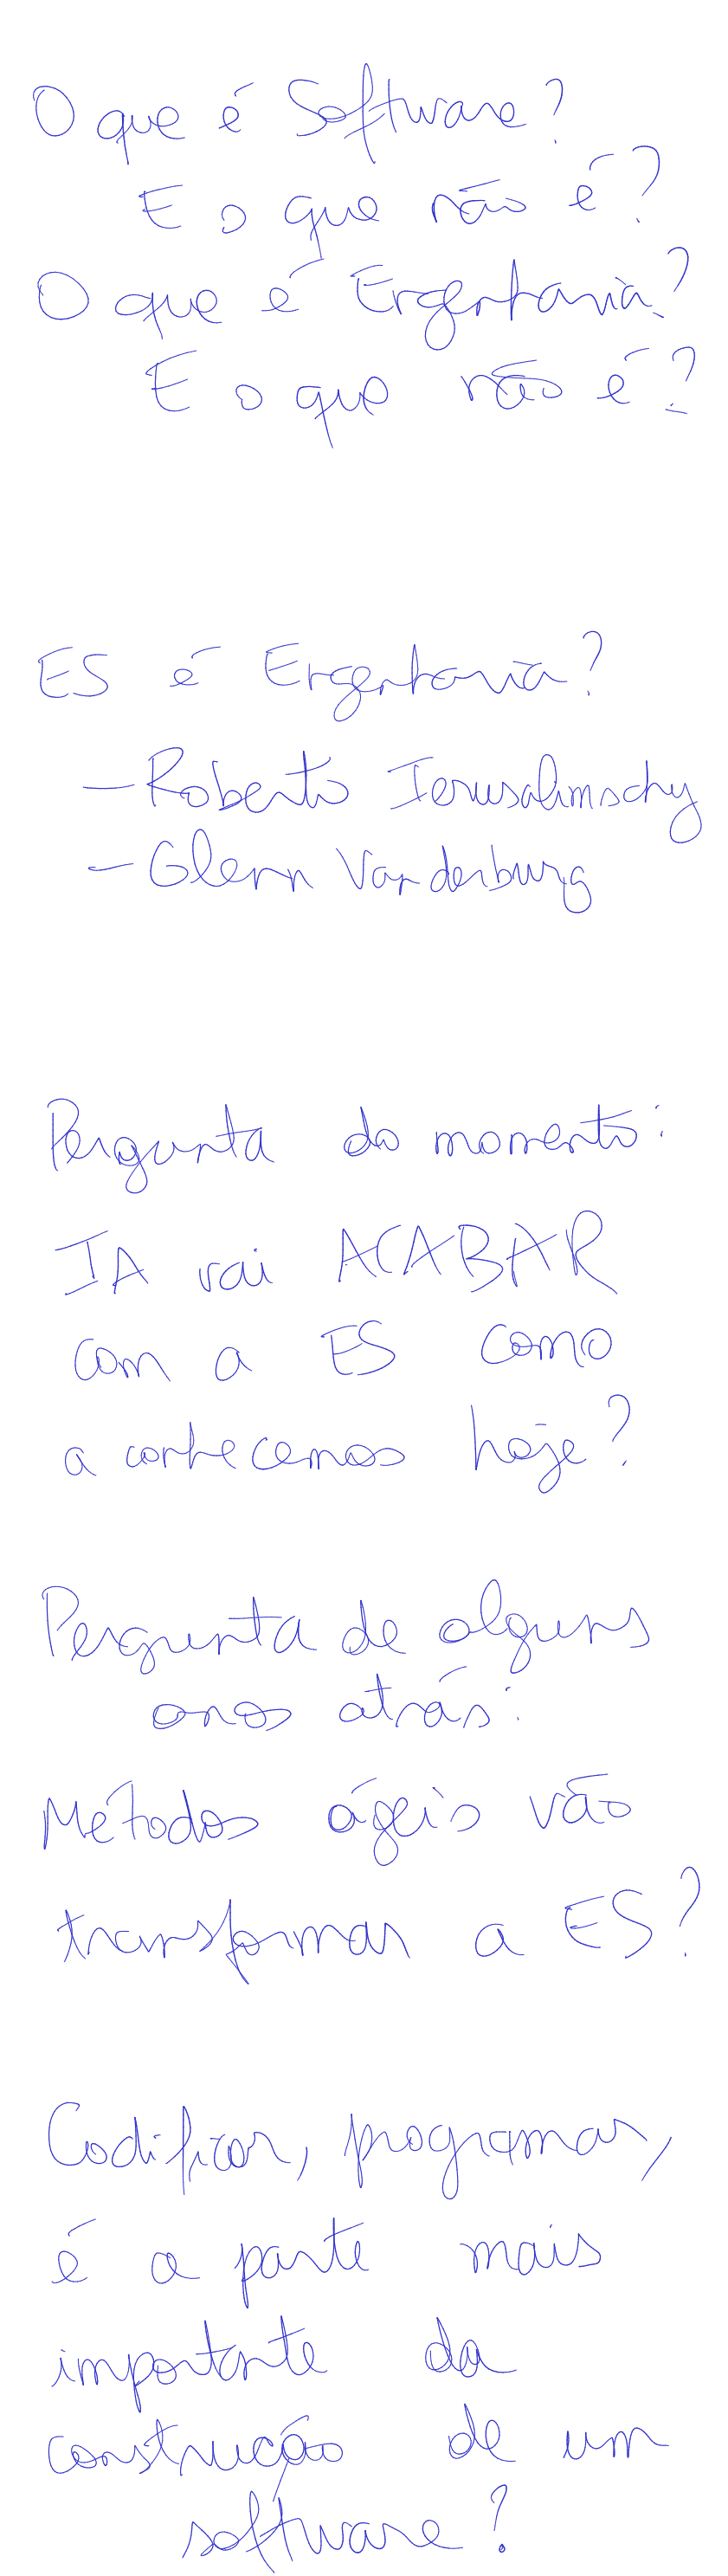 O que é Software?
E o que não é?
O que é Engenharia?
E o que não é?
ES é Engenharia?
- Roberto Ierusalimschy
- Glenn Vanderburg
Pergunta do momento:
IA vai ACABAR
com a ES como
a conhecemos hoje?
Pergunta de alguns
anos atrás:
Métodos ágeis vão
transformar a ES?
Codificar, programar,
é a parte mais
importante da
construção de um
software?